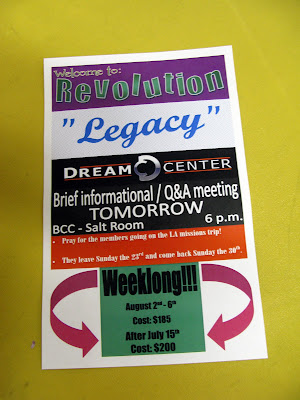 Welcome to:
Revolution
"Legacy"
DREAM CENTER
Brief informational / Q&A meeting
TOMORROW
BCC - Salt Room 6 p.m.
• Pray for the members going on the LA missions trip!
• They leave Sunday the 23rd and come back Sunday the 30th.
Weeklong!!!
August 2nd - 6th
Cost: $185
After July 15th
Cost: $200